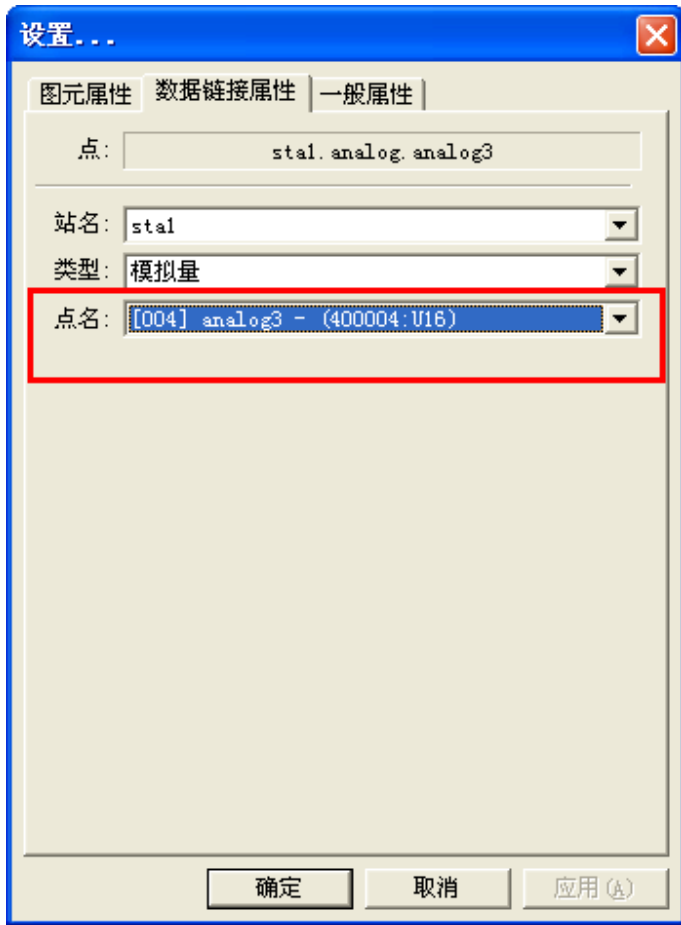 设置...
图元属性 数据链接属性 一般属性
点: sta1.analog.analog3
站名: sta1
类型: 模拟量
点名: [004] analog3 - (400004:U16)
确定 取消 应用(A)